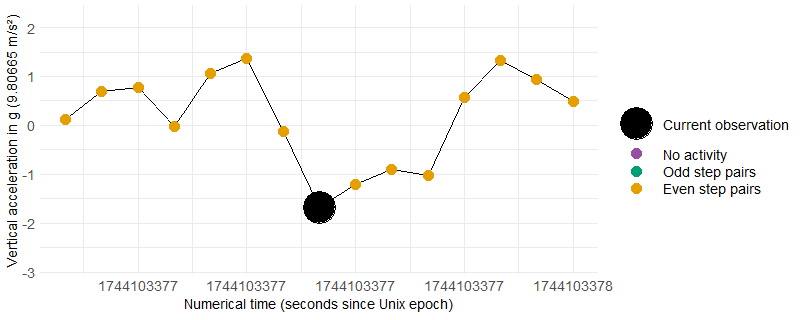 Vertical acceleration in g (9.80665 m/s²)
2
1
0
-1
-2
-3
1744103377
1744103377
1744103377
1744103377
1744103378
Numerical time (seconds since Unix epoch)
Current observation
No activity
Odd step pairs
Even step pairs